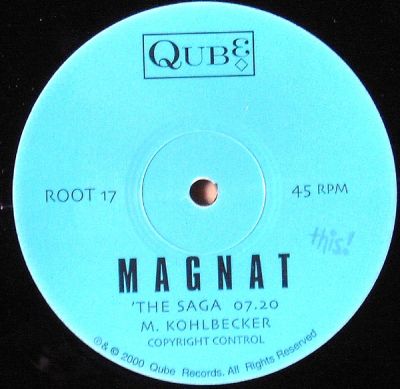 QUBE
ROOT 17
45 RPM
this!
MAGNAT
'THE SAGA 07.20
M. KOHLBECKER
COPYRIGHT CONTROL
℗ & © 2000 Qube Records. All Rights Reserved